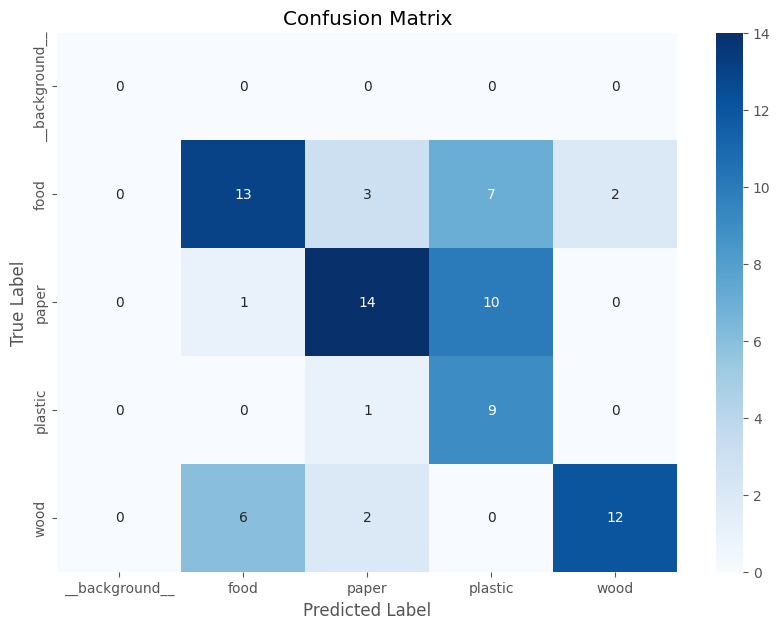 Confusion Matrix
True Label
__background__ 0 0 0 0 0
food 0 13 3 7 2
paper 0 1 14 10 0
plastic 0 0 1 9 0
wood 0 6 2 0 12
__background__ food paper plastic wood
Predicted Label
14
12
10
8
6
4
2
0